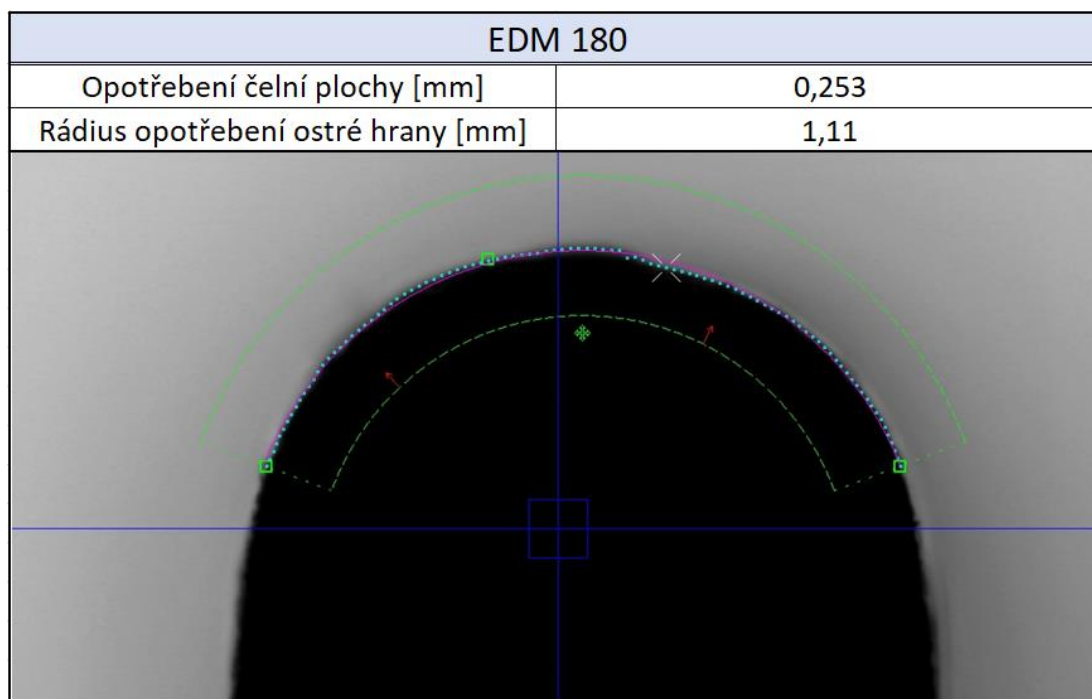 EDM 180
Opotřebení čelní plochy [mm] 0,253
Rádius opotřebení ostré hrany [mm] 1,11